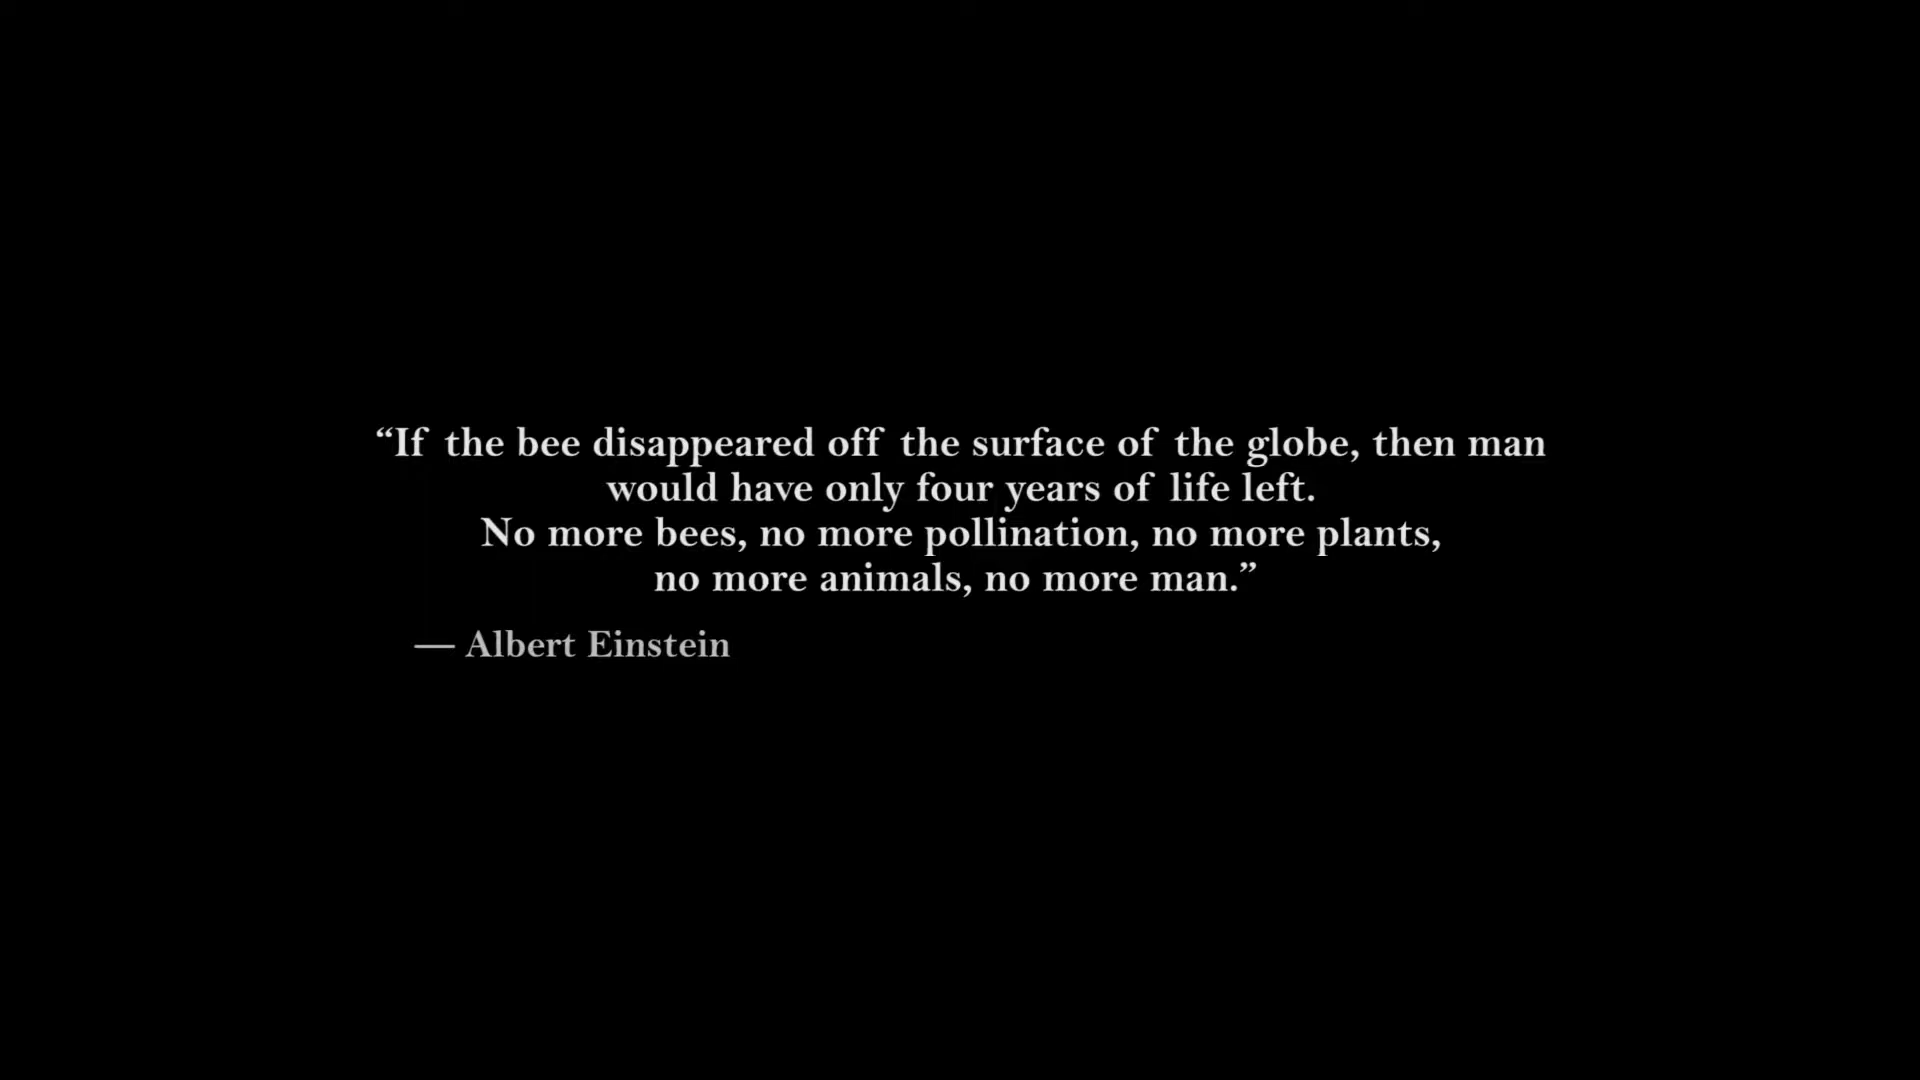 “If the bee disappeared off the surface of the globe, then man
would have only four years of life left.
No more bees, no more pollination, no more plants,
no more animals, no more man.”
— Albert Einstein